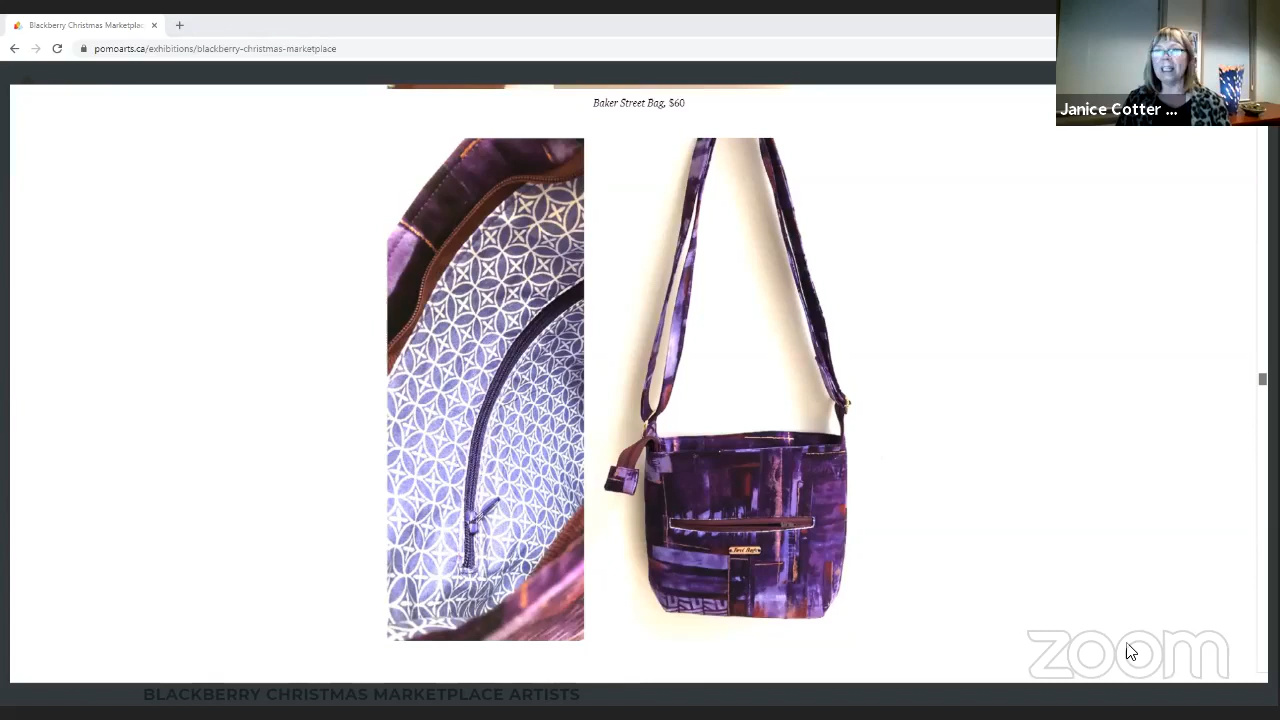 Blackberry Christmas Marketplac
pomoarts.ca/exhibitions/blackberry-christmas-marketplace
Janice Cotter ...
Baker Street Bag, $60
zoom
BLACKBERRY CHRISTMAS MARKETPLACE ARTISTS